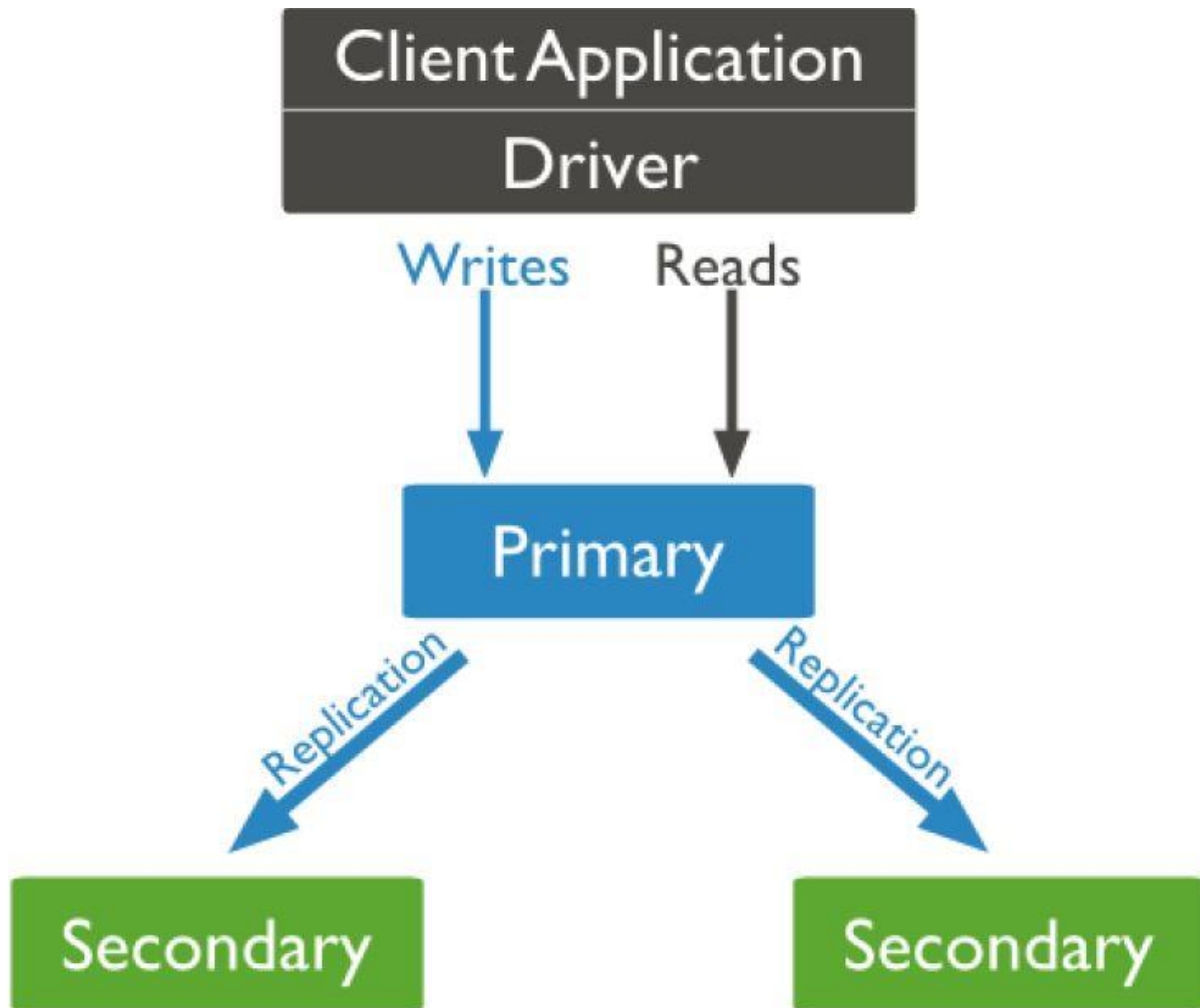 Client Application
Driver
Writes Reads
Primary
Replication Replication
Secondary Secondary